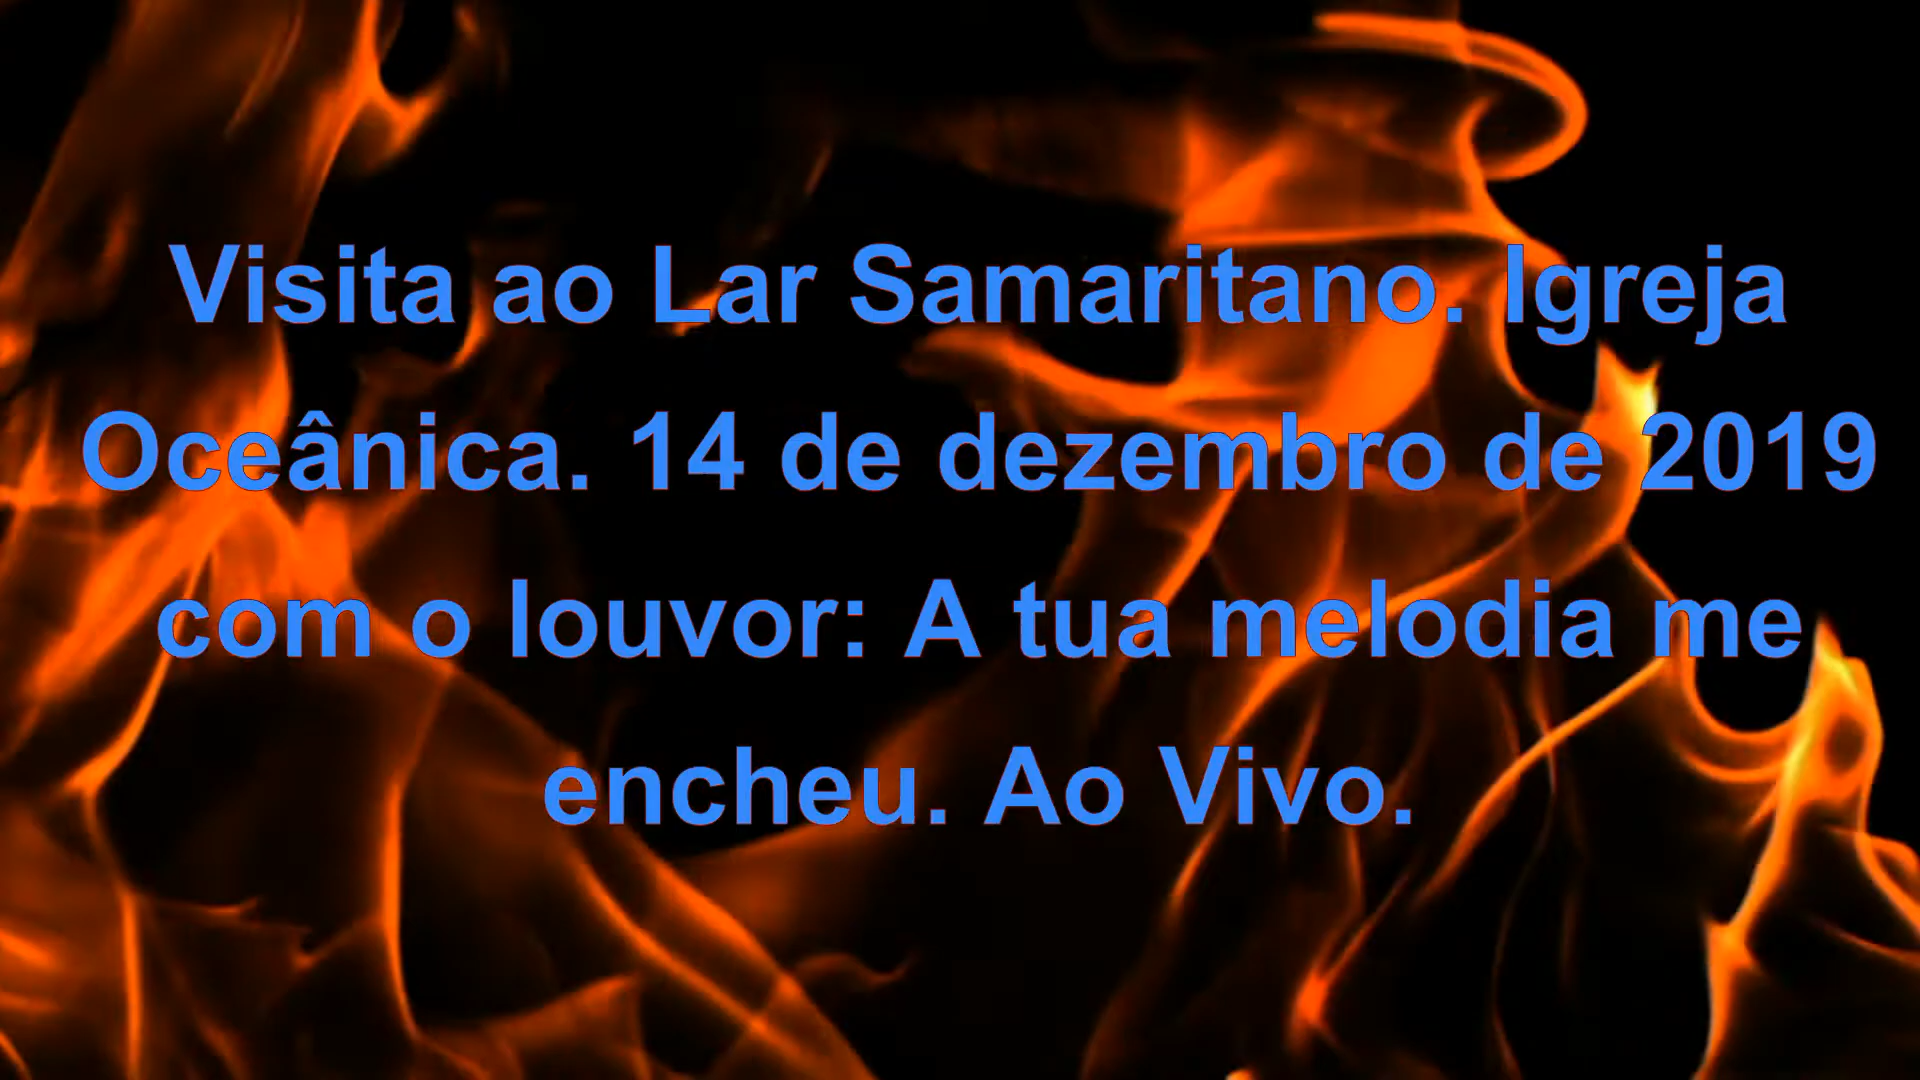 Visita ao Lar Samaritano. Igreja
Oceânica. 14 de dezembro de 2019
com o louvor: A tua melodia me
encheu. Ao Vivo.